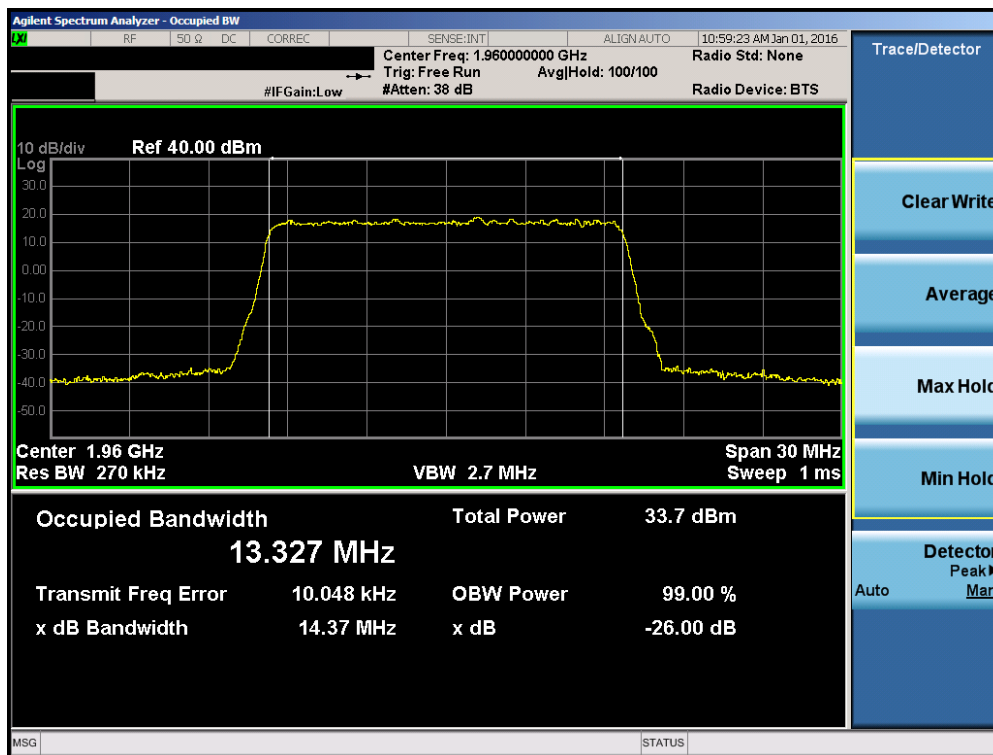 Agilent Spectrum Analyzer - Occupied BW
LXI RF 50 Ω DC CORREC SENSE:INT ALIGN AUTO 10:59:23 AM Jan 01, 2016
Center Freq: 1.960000000 GHz Radio Std: None
Trig: Free Run Avg|Hold: 100/100
#IFGain:Low #Atten: 38 dB Radio Device: BTS
Trace/Detector
10 dB/div Ref 40.00 dBm
Log
30.0
20.0
10.0
0.00
-10.0
-20.0
-30.0
-40.0
-50.0
Center 1.96 GHz Span 30 MHz
Res BW 270 kHz VBW 2.7 MHz Sweep 1 ms
Occupied Bandwidth Total Power 33.7 dBm
13.327 MHz
Transmit Freq Error 10.048 kHz OBW Power 99.00 %
x dB Bandwidth 14.37 MHz x dB -26.00 dB
Clear Write
Average
Max Hold
Min Hold
Detector
Peak
Auto Man
MSG STATUS